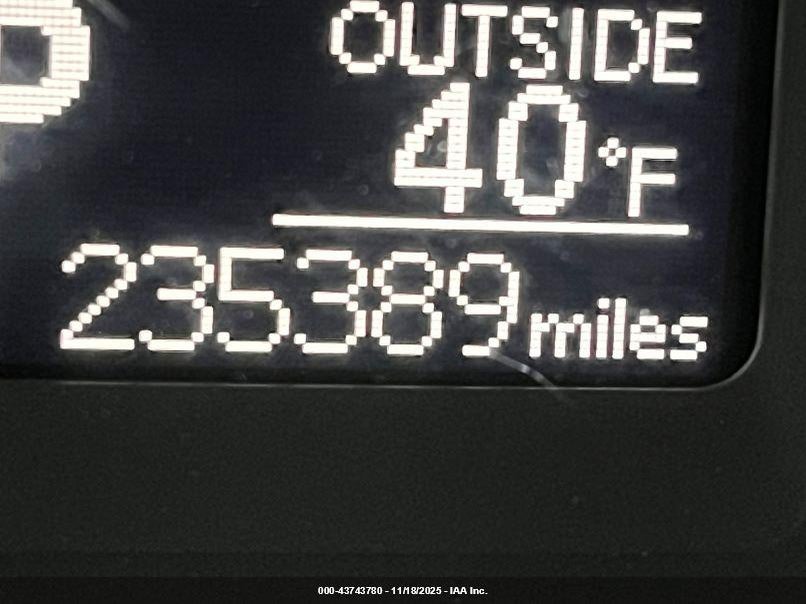 OUTSIDE
40 °F
235389 miles
000-43743780 - 11/18/2025 - IAA Inc.